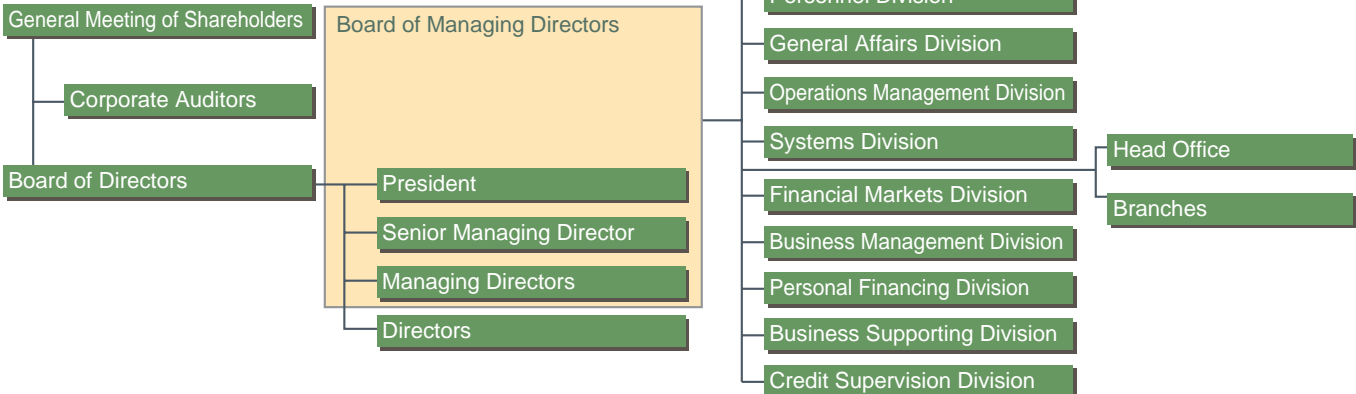 General Meeting of Shareholders
Corporate Auditors
Board of Directors
Board of Managing Directors
President
Senior Managing Director
Managing Directors
Directors
Personnel Division
General Affairs Division
Operations Management Division
Systems Division
Financial Markets Division
Business Management Division
Personal Financing Division
Business Supporting Division
Credit Supervision Division
Head Office
Branches